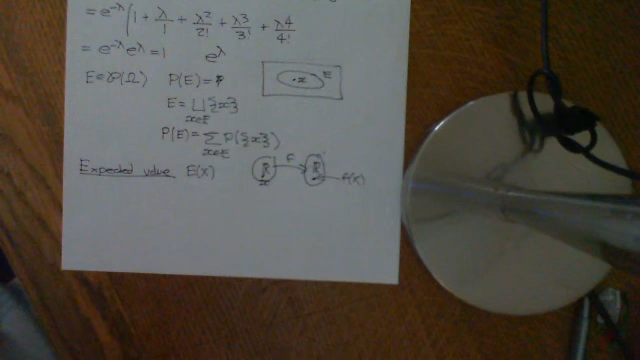 = e^{-λ} (1 + λ/1! + λ²/2! + λ³/3! + λ4/4!
= e^{-λ} e^{λ} = 1 e^{λ}
E∈𝒫(Ω) P(E) = P
·x E
E = ⊔_{x∈E} {x}
P(E) = ∑_{x∈E} P({x})
Expected value E(X) ℝ F ℝ
x F(x)